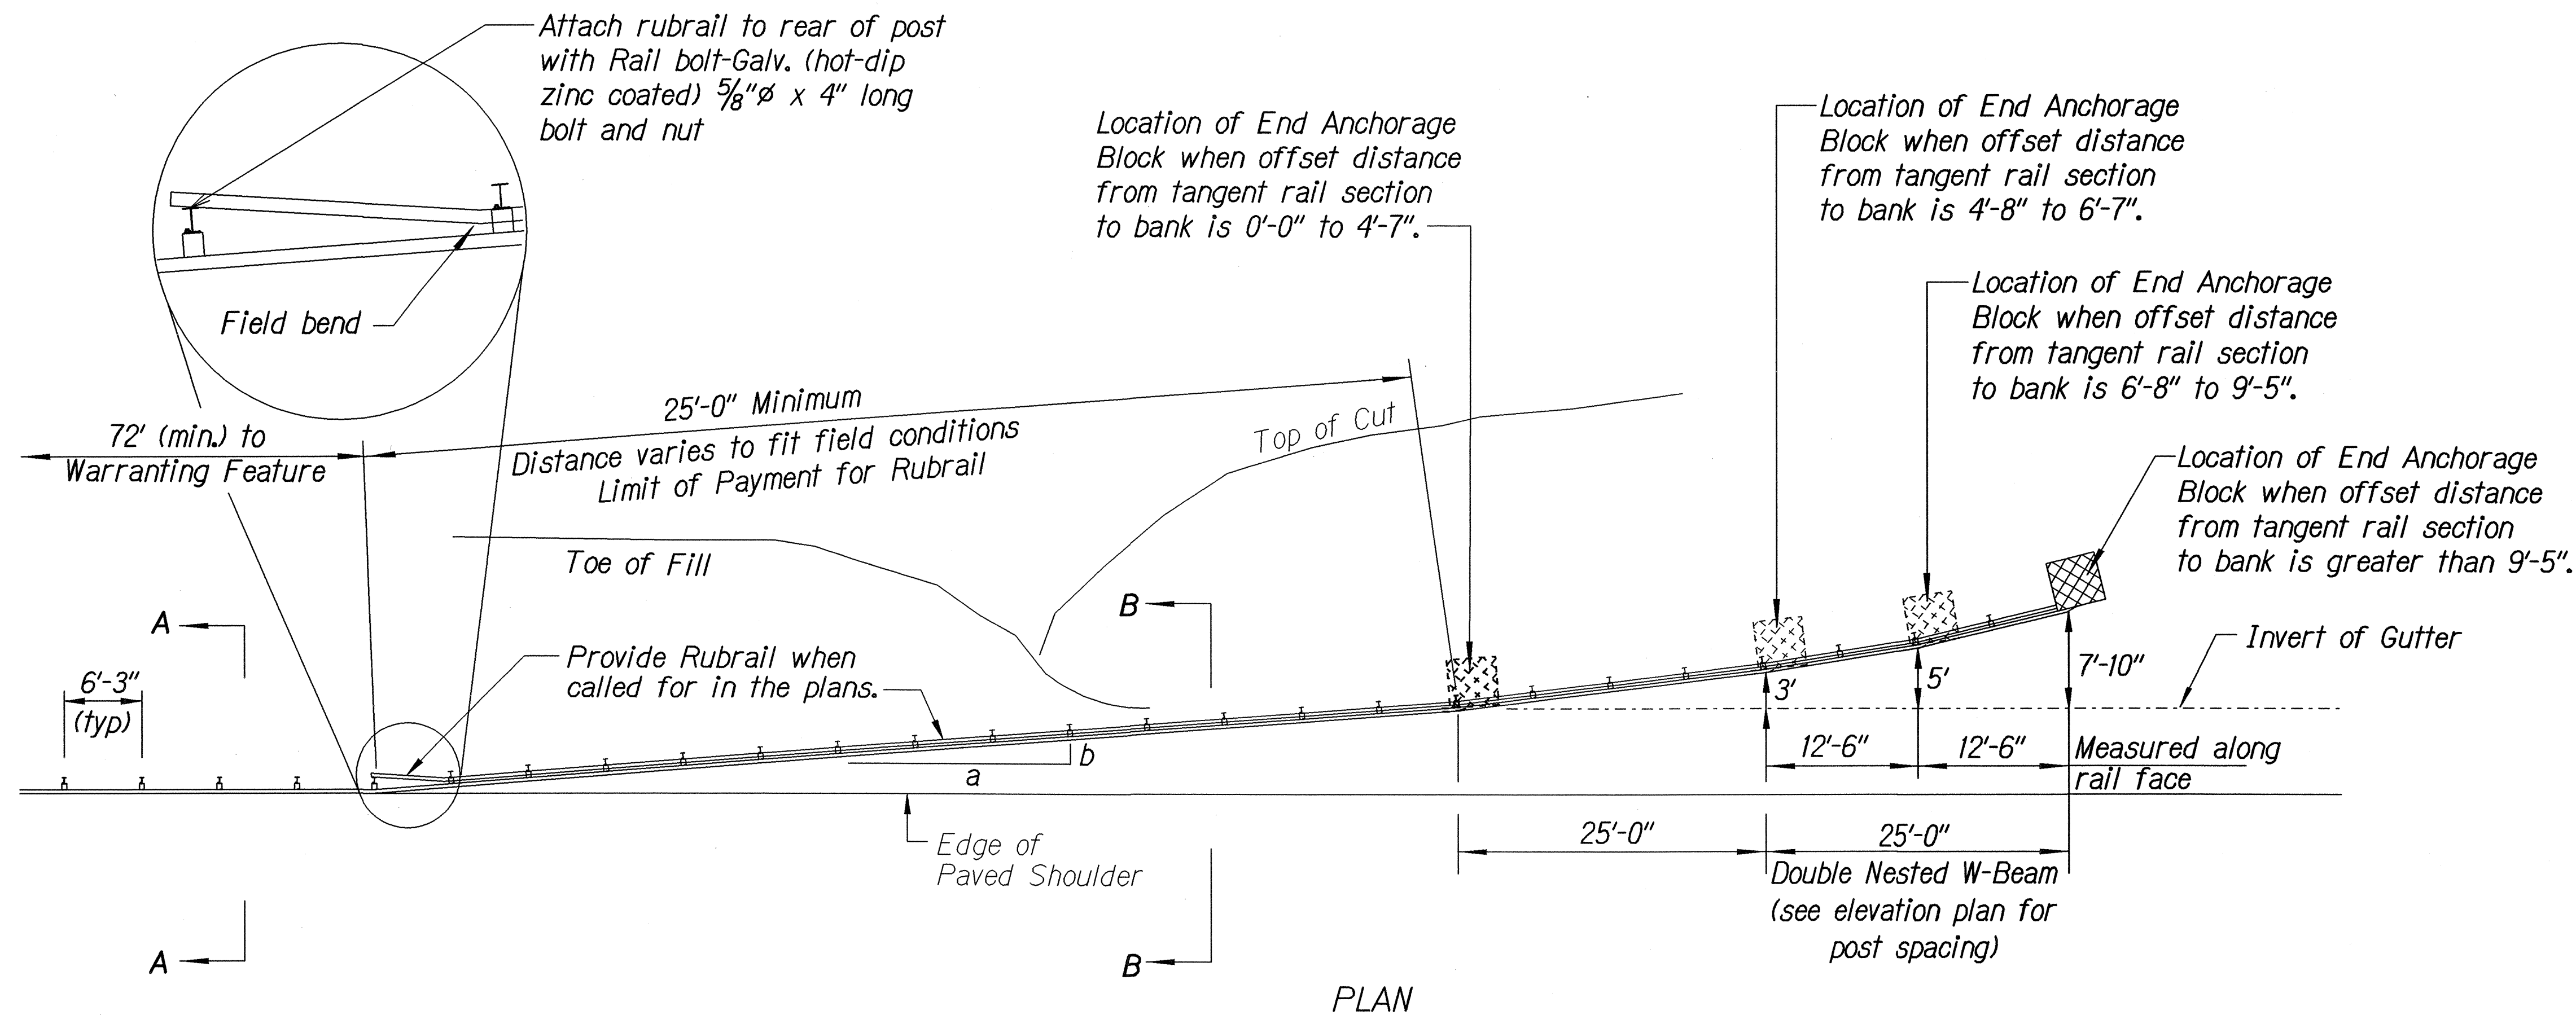 Attach rubrail to rear of post
with Rail bolt-Galv. (hot-dip
zinc coated) 5/8"ø x 4" long
bolt and nut
Field bend
Location of End Anchorage
Block when offset distance
from tangent rail section
to bank is 0'-0" to 4'-7".
Location of End Anchorage
Block when offset distance
from tangent rail section
to bank is 4'-8" to 6'-7".
Location of End Anchorage
Block when offset distance
from tangent rail section
to bank is 6'-8" to 9'-5".
Location of End Anchorage
Block when offset distance
from tangent rail section
to bank is greater than 9'-5".
72' (min.) to
Warranting Feature
25'-0" Minimum
Distance varies to fit field conditions
Limit of Payment for Rubrail
Top of Cut
Toe of Fill
A
B
Provide Rubrail when
called for in the plans.
6'-3"
(typ)
b
a
3'
5'
7'-10"
Invert of Gutter
12'-6"
12'-6"
Measured along
rail face
Edge of
Paved Shoulder
25'-0"
25'-0"
Double Nested W-Beam
(see elevation plan for
post spacing)
A
B
PLAN